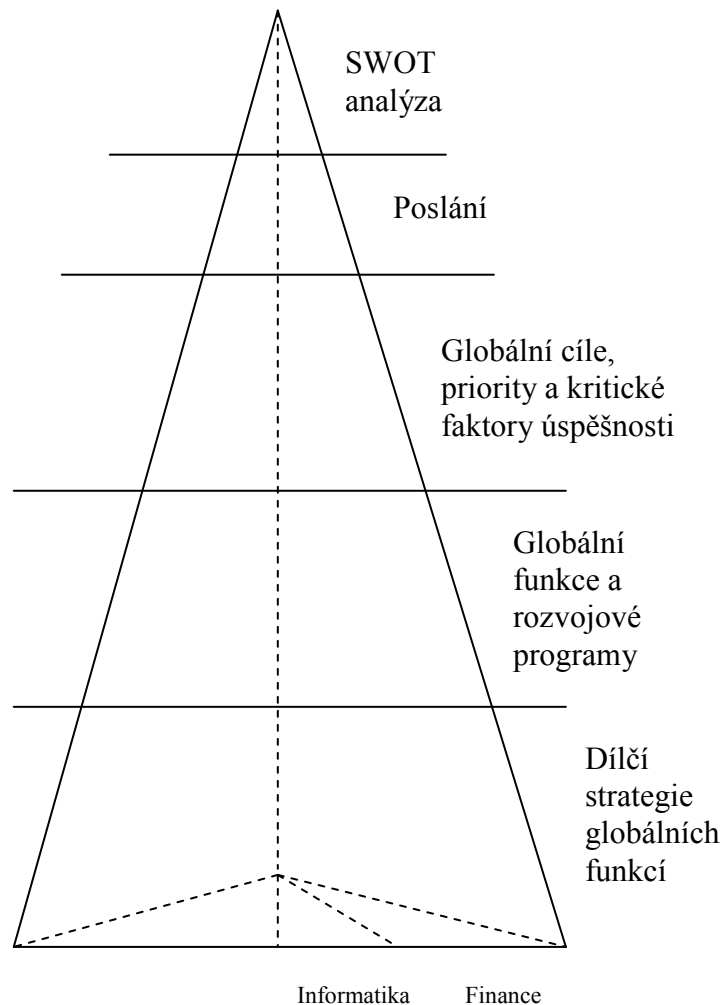 SWOT
analýza
Poslání
Globální cíle,
priority a kritické
faktory úspěšnosti
Globální
funkce a
rozvojové
programy
Dílčí
strategie
globálních
funkcí
Informatika Finance